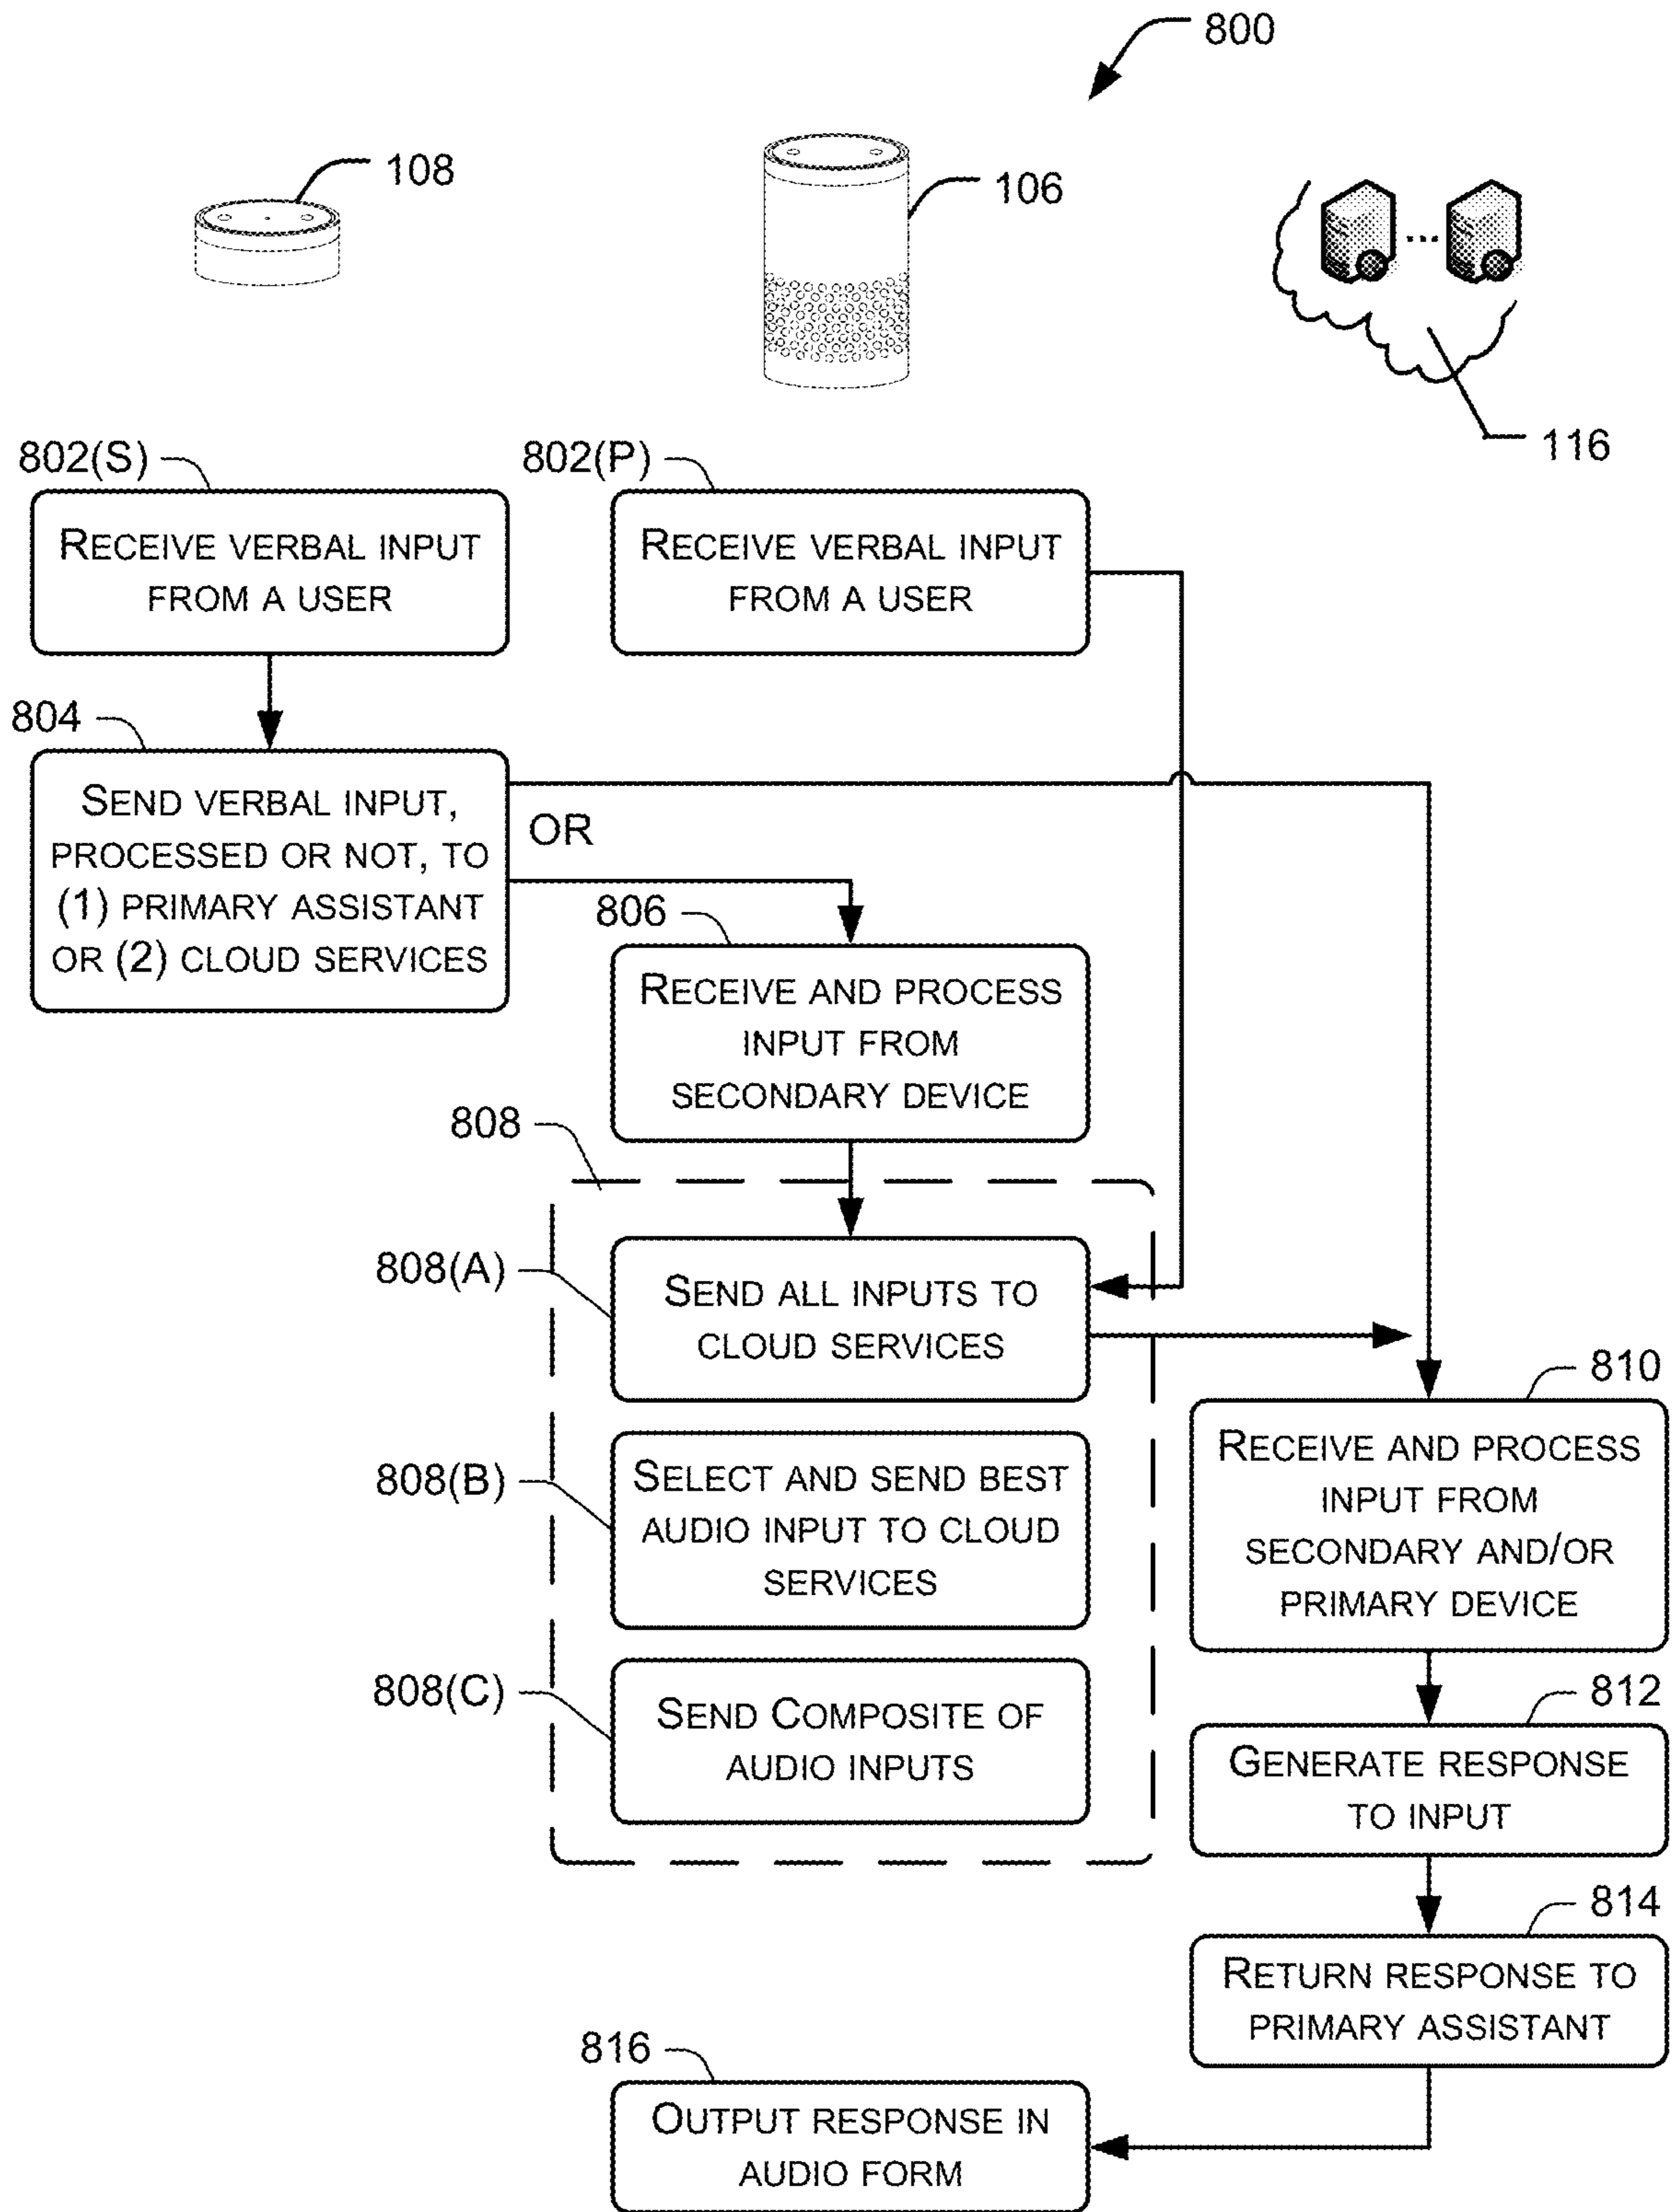 800
108
106
116
802(S)
802(P)
RECEIVE VERBAL INPUT
FROM A USER
RECEIVE VERBAL INPUT
FROM A USER
804
SEND VERBAL INPUT,
PROCESSED OR NOT, TO
(1) PRIMARY ASSISTANT
OR (2) CLOUD SERVICES
OR
806
RECEIVE AND PROCESS
INPUT FROM
SECONDARY DEVICE
808
808(A)
SEND ALL INPUTS TO
CLOUD SERVICES
808(B)
SELECT AND SEND BEST
AUDIO INPUT TO CLOUD
SERVICES
808(C)
SEND COMPOSITE OF
AUDIO INPUTS
810
RECEIVE AND PROCESS
INPUT FROM
SECONDARY AND/OR
PRIMARY DEVICE
812
GENERATE RESPONSE
TO INPUT
814
RETURN RESPONSE TO
PRIMARY ASSISTANT
816
OUTPUT RESPONSE IN
AUDIO FORM